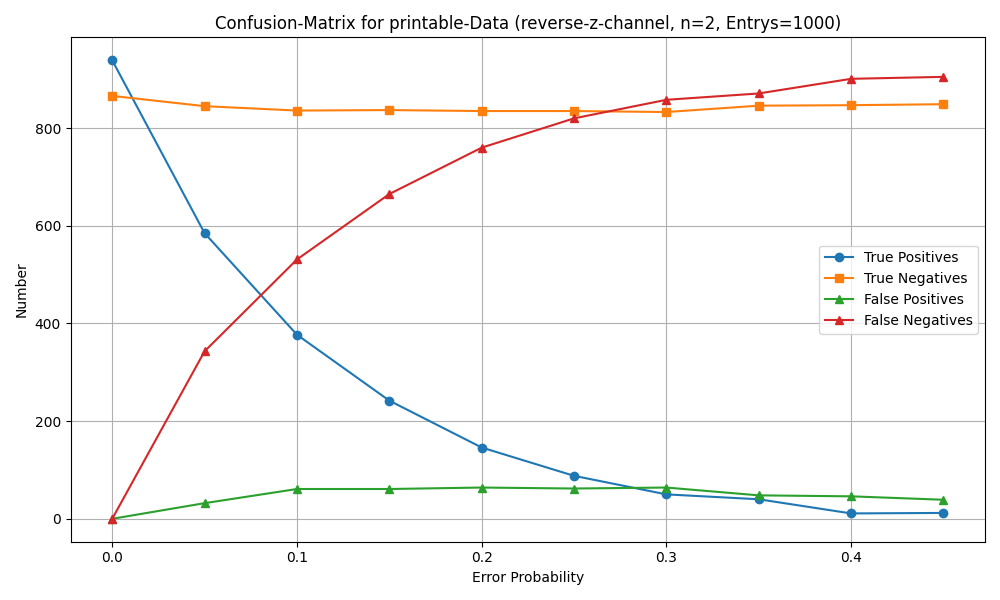 Confusion-Matrix for printable-Data (reverse-z-channel, n=2, Entrys=1000)
Number
800
600
400
200
0
True Positives
True Negatives
False Positives
False Negatives
0.0 0.1 0.2 0.3 0.4
Error Probability